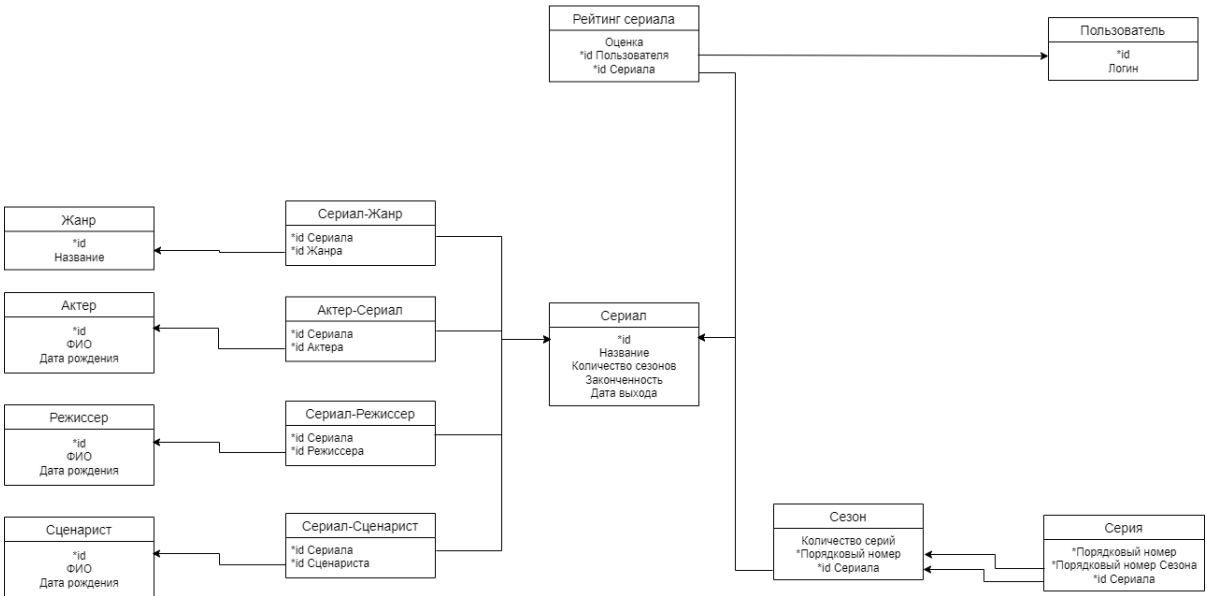 Рейтинг сериала
Оценка
*id Пользователя
*id Сериала
Пользователь
*id
Логин
Жанр
*id
Название
Сериал-Жанр
*id Сериала
*id Жанра
Актер
*id
ФИО
Дата рождения
Актер-Сериал
*id Сериала
*id Актера
Сериал
*id
Название
Количество сезонов
Законченность
Дата выхода
Режиссер
*id
ФИО
Дата рождения
Сериал-Режиссер
*id Сериала
*id Режиссера
Сценарист
*id
ФИО
Дата рождения
Сериал-Сценарист
*id Сериала
*id Сценариста
Сезон
Количество серий
*Порядковый номер
*id Сериала
Серия
*Порядковый номер
*Порядковый номер Сезона
*id Сериала